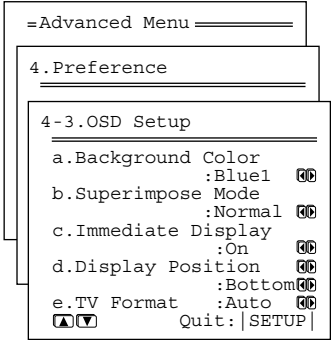 =Advanced Menu
4.Preference
4-3.OSD Setup
a.Background Color
:Blue1
b.Superimpose Mode
:Normal
c.Immediate Display
:On
d.Display Position
:Bottom
e.TV Format :Auto
Quit:|SETUP|